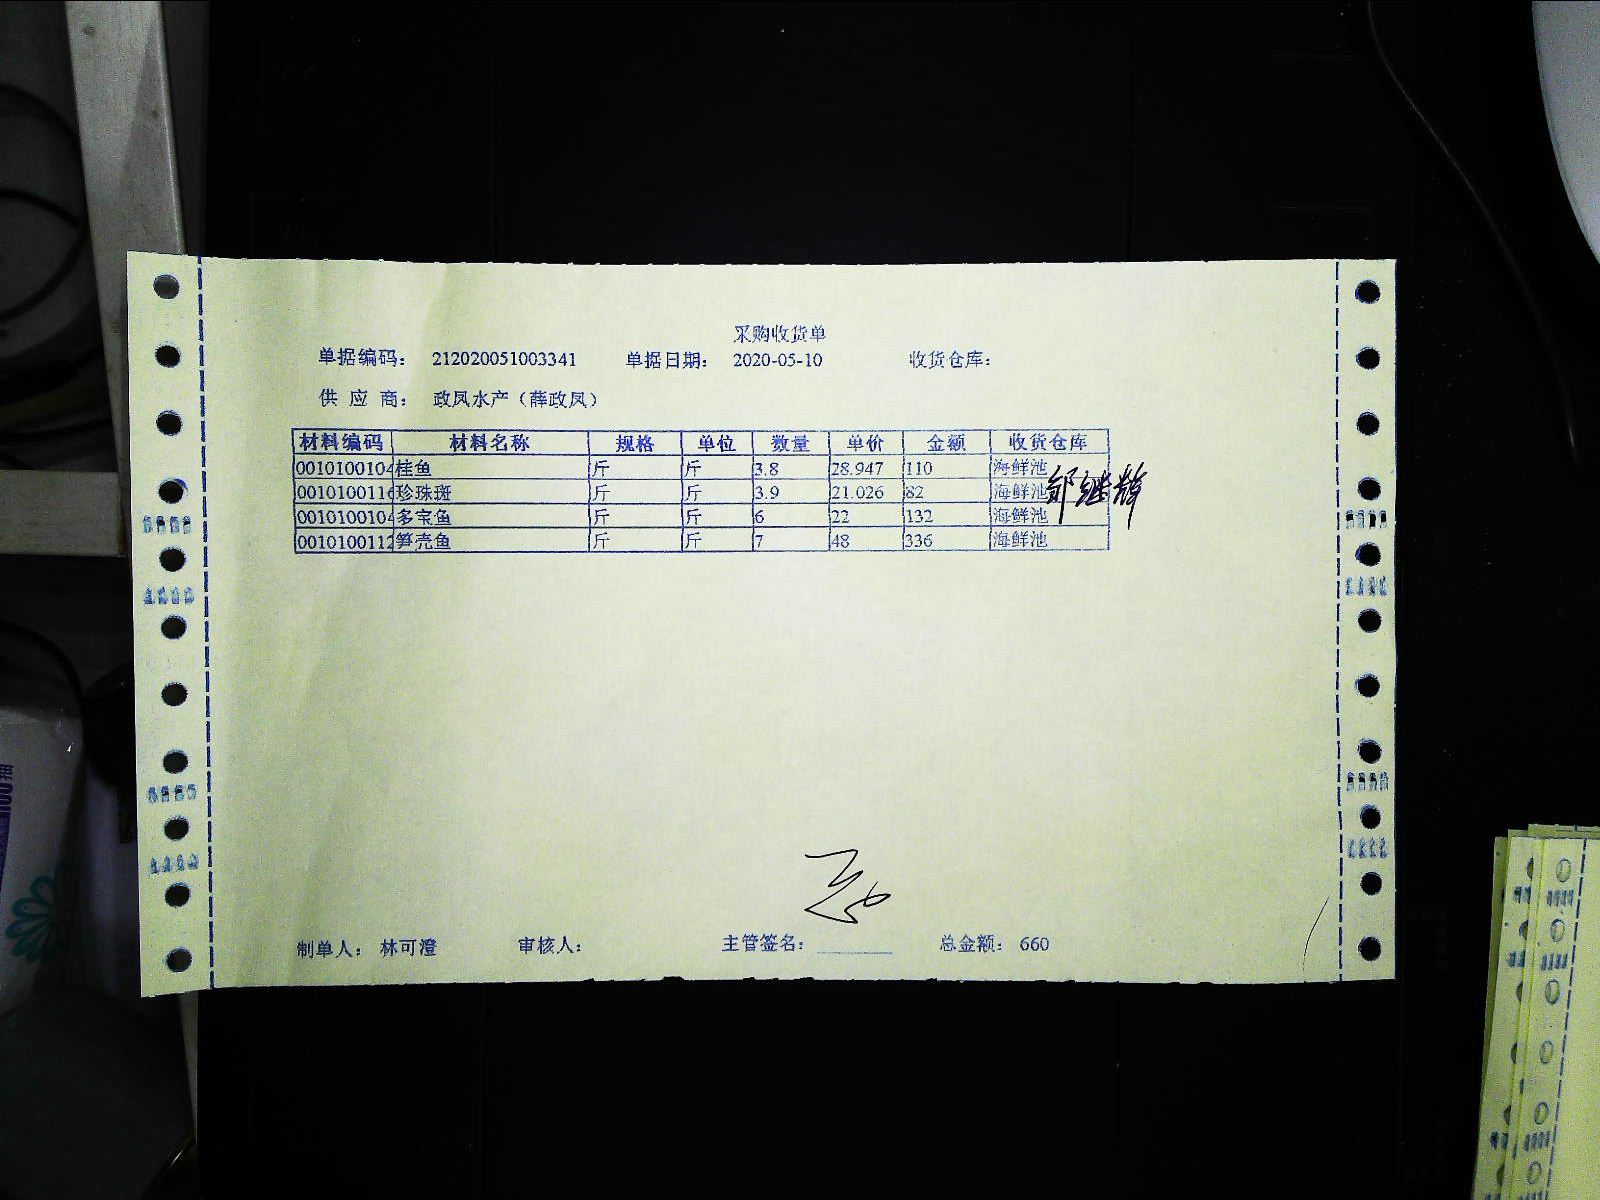 采购收货单
单据编码： 212020051003341 单据日期： 2020-05-10 收货仓库：
供 应 商： 政凤水产（薛政凤）
材料编码 材料名称 规格 单位 数量 单价 金额 收货仓库
0010100104 桂鱼 斤 斤 3.8 28.947 110 海鲜池
0010100116 珍珠斑 斤 斤 3.9 21.026 82 海鲜池
0010100104 多宝鱼 斤 斤 6 22 132 海鲜池
0010100112 笋壳鱼 斤 斤 7 48 336 海鲜池
制单人： 林可澄 审核人： 主管签名： 总金额： 660